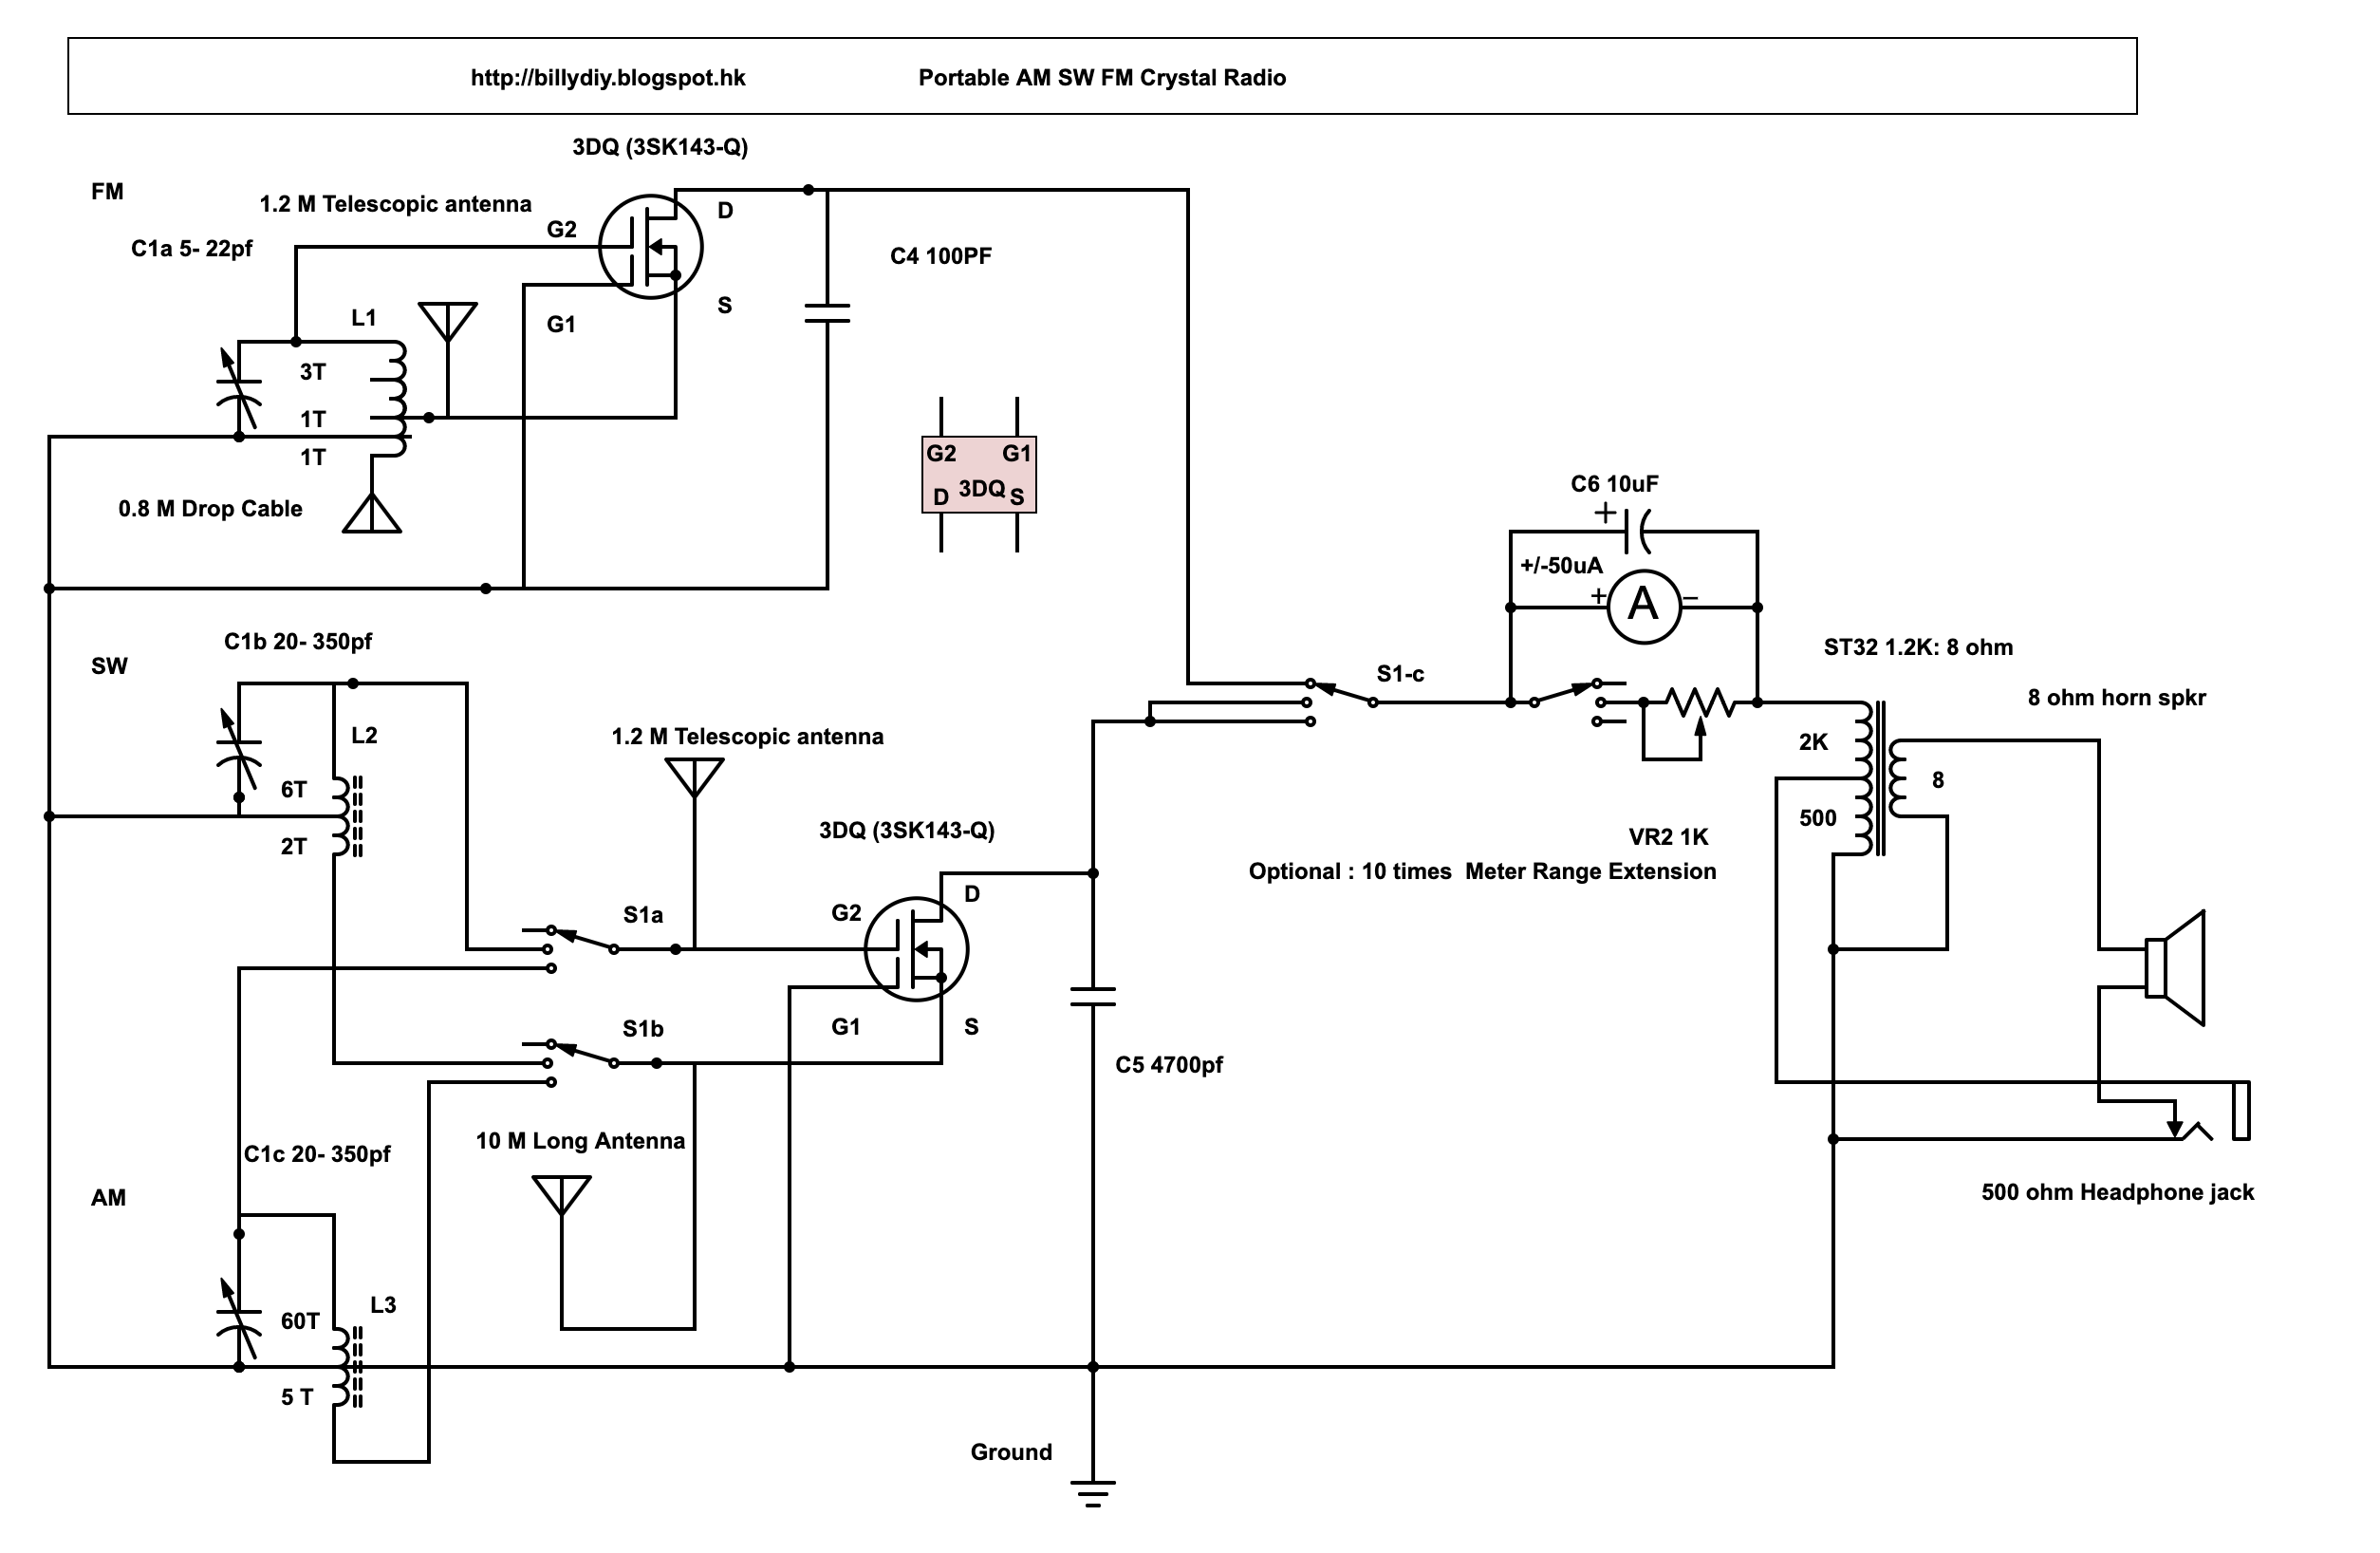 http://billydiy.blogspot.hk Portable AM SW FM Crystal Radio
3DQ (3SK143-Q)
FM
1.2 M Telescopic antenna
D
G2
C1a 5- 22pf
C4 100PF
S
L1
G1
3T
1T
1T
G2 G1
D 3DQ S
0.8 M Drop Cable
C6 10uF
+
+/-50uA
+ A –
C1b 20- 350pf
SW
ST32 1.2K: 8 ohm
S1-c
8 ohm horn spkr
L2
1.2 M Telescopic antenna
2K
6T
8
500
3DQ (3SK143-Q)
VR2 1K
2T
Optional : 10 times Meter Range Extension
D
S1a
G2
S1b
G1
S
C5 4700pf
10 M Long Antenna
C1c 20- 350pf
AM
500 ohm Headphone jack
L3
60T
5 T
Ground